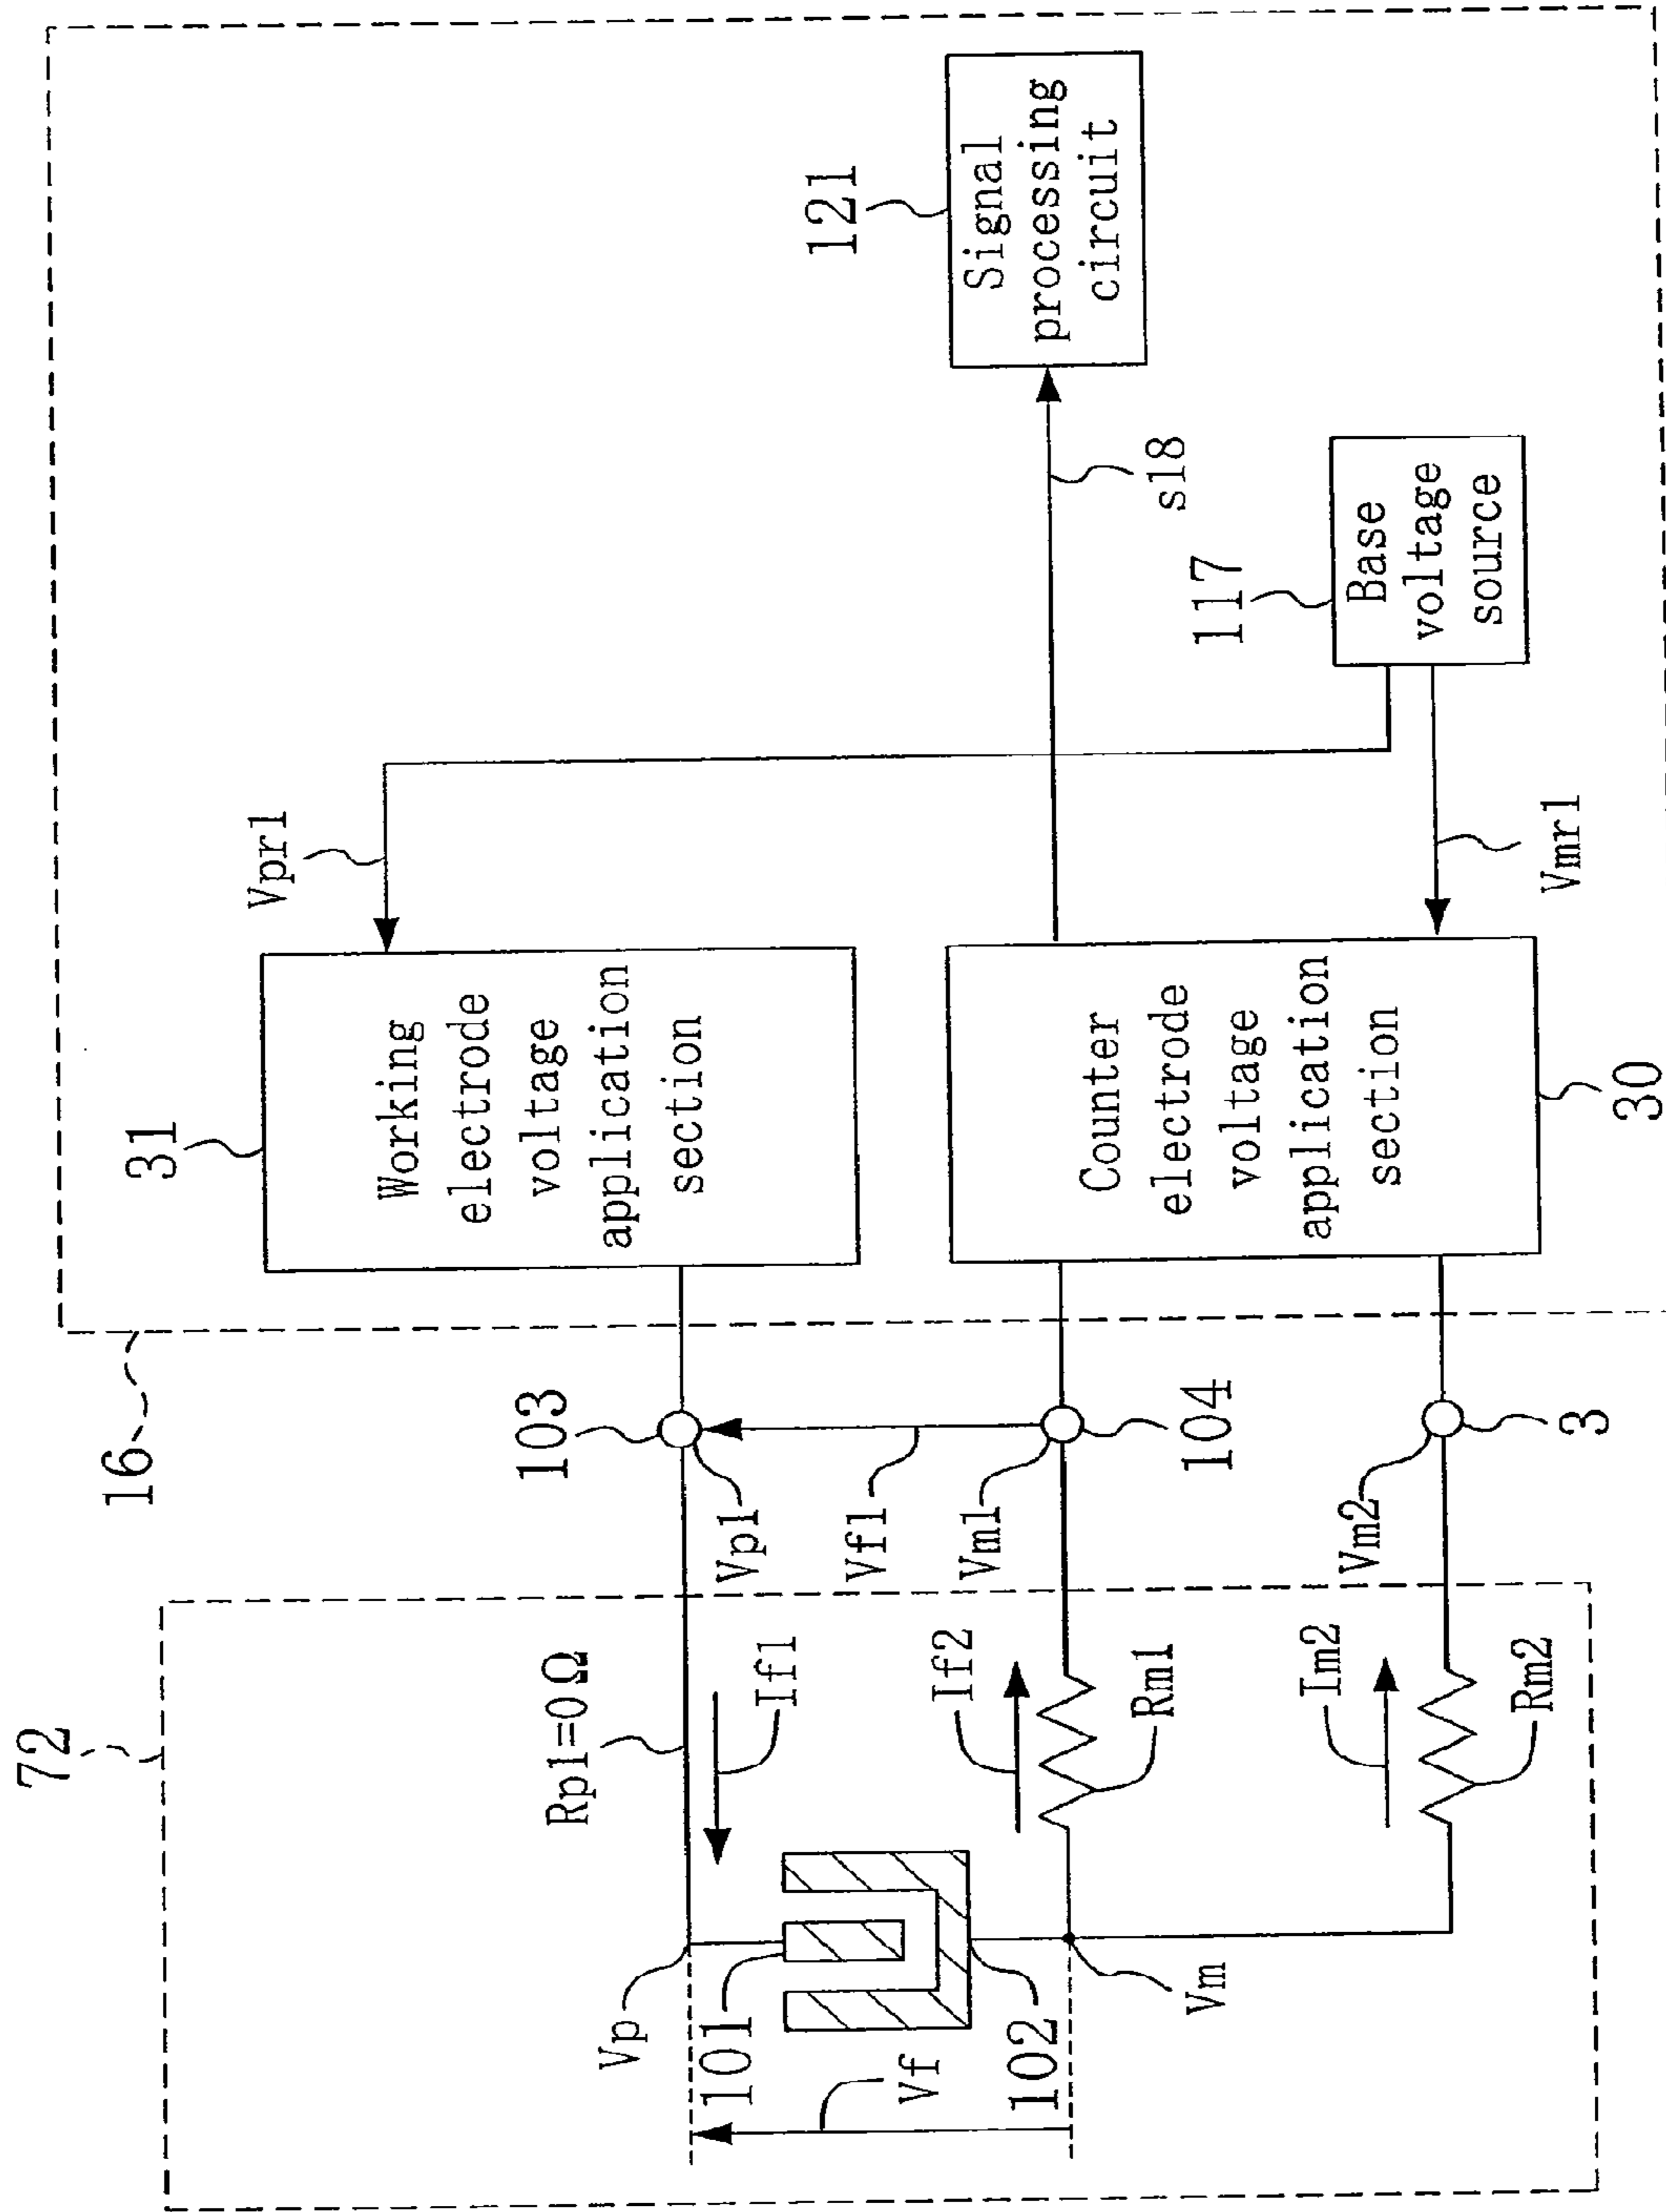 72
16
Rp1=0Ω
Vp
If1
101
Vf
102
If2
Rm1
Vm
Im2
Rm2
103
Vp1
Vf1
Vm1
104
Vm2
3
31
Working
electrode
voltage
application
section
Vpr1
Counter
electrode
voltage
application
section
30
Vmr1
117
Base
voltage
source
s18
121
Signal
processing
circuit